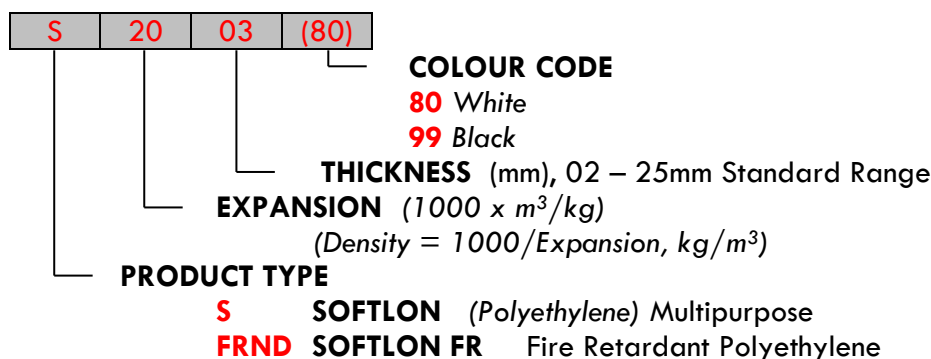 S 20 03 (80)
COLOUR CODE
80 White
99 Black
THICKNESS (mm), 02 – 25mm Standard Range
EXPANSION (1000 x m³/kg)
(Density = 1000/Expansion, kg/m³)
PRODUCT TYPE
S SOFTLON (Polyethylene) Multipurpose
FRND SOFTLON FR Fire Retardant Polyethylene